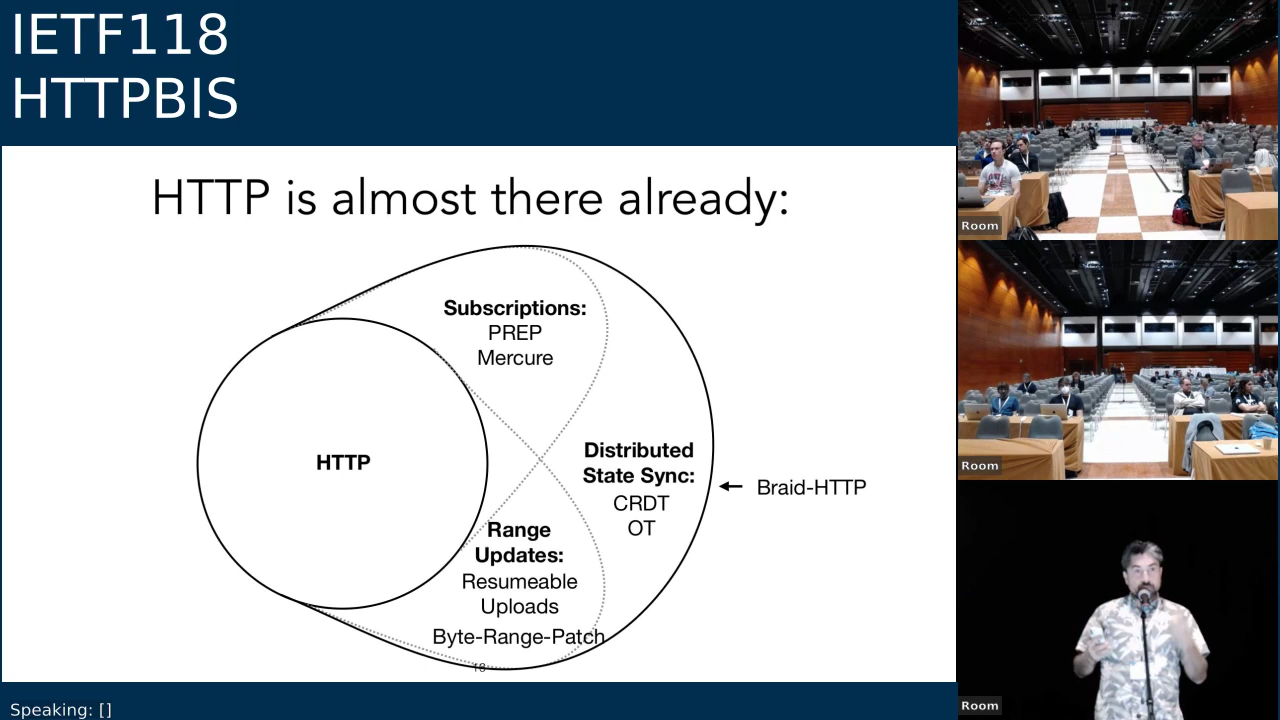 IETF118
HTTPBIS
HTTP is almost there already:
Subscriptions:
PREP
Mercure
HTTP
Distributed
State Sync:
CRDT
OT
Braid-HTTP
Range
Updates:
Resumeable
Uploads
Byte-Range-Patch
18
Speaking: []
Room
Room
Room